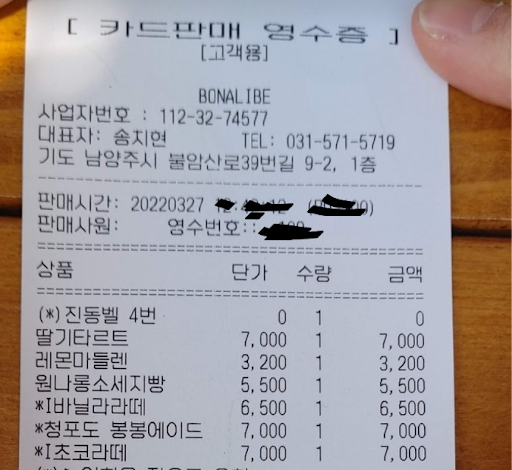 [ 카드판매 영수증 ]
[고객용]
BONALIBE
사업자번호 : 112-32-74577
대표자: 송지현 TEL: 031-571-5719
기도 남양주시 불암산로39번길 9-2, 1층
판매시간: 20220327
판매사원: 영수번호:
상품 단가 수량 금액
(*)진동벨 4번 0 1 0
딸기타르트 7,000 1 7,000
레몬마들렌 3,200 1 3,200
원나롱소세지빵 5,500 1 5,500
*I바닐라라떼 6,500 1 6,500
*청포도 봉봉에이드 7,000 1 7,000
*I초코라떼 7,000 1 7,000